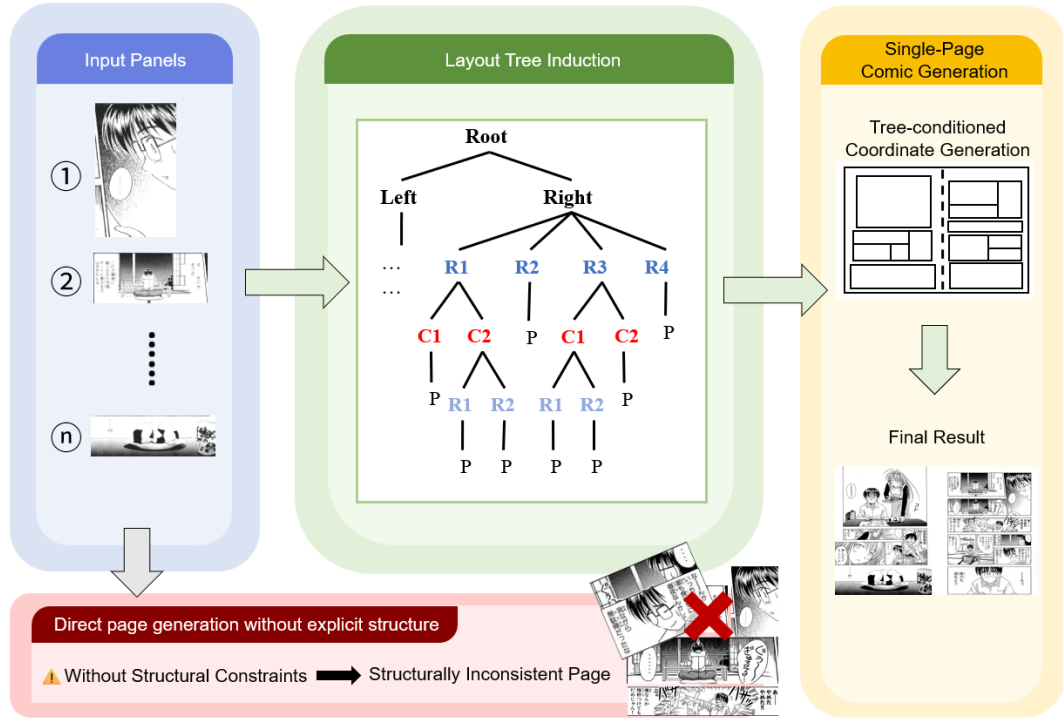 Input Panels
①
②
ⓝ
Layout Tree Induction
Root
Left Right
... R1 R2 R3 R4
...
C1 C2 P C1 C2 P
P R1 R2 R1 R2 P
P P P P
Single-Page
Comic Generation
Tree-conditioned
Coordinate Generation
Final Result
Direct page generation without explicit structure
Without Structural Constraints Structurally Inconsistent Page